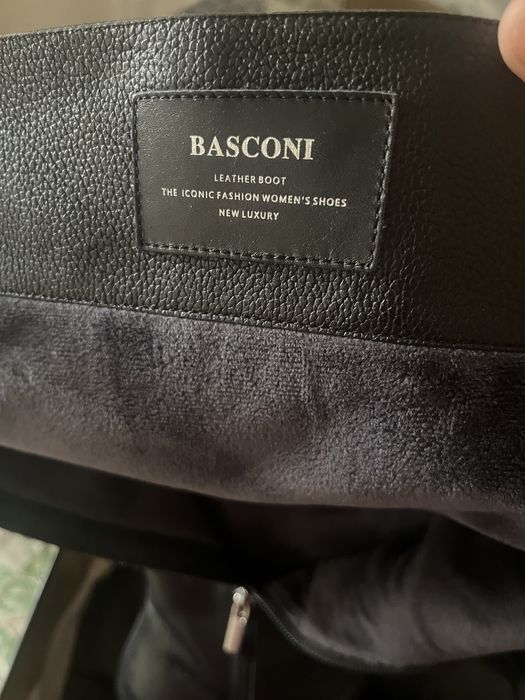 BASCONI
LEATHER BOOT
THE ICONIC FASHION WOMEN'S SHOES
NEW LUXURY